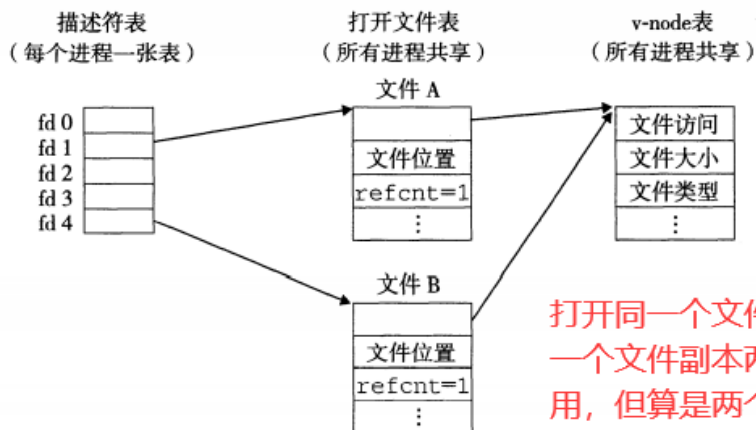 描述符表
（每个进程一张表）
打开文件表
（所有进程共享）
v-node表
（所有进程共享）
文件 A
fd 0
fd 1
fd 2
fd 3
fd 4
文件位置
refcnt=1
⋮
文件访问
文件大小
文件类型
⋮
文件 B
文件位置
refcnt=1
⋮
打开同一个文件
一个文件副本两
用，但算是两个